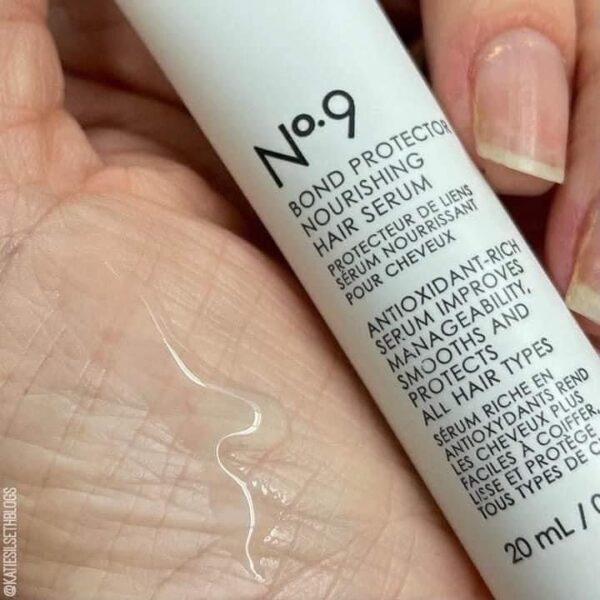 Nº.9
BOND PROTECTOR
NOURISHING
HAIR SERUM
PROTECTEUR DE LIENS
SÉRUM NOURRISSANT
POUR CHEVEUX
ANTIOXIDANT-RICH
SERUM IMPROVES
MANAGEABILITY,
SMOOTHS AND
PROTECTS
ALL HAIR TYPES
SÉRUM RICHE EN
ANTIOXYDANTS REND
LES CHEVEUX PLUS
FACILES À COIFFER,
LISSE ET PROTÈGE
TOUS TYPES DE
20 mL /
@KATIESILSETHBLOGS